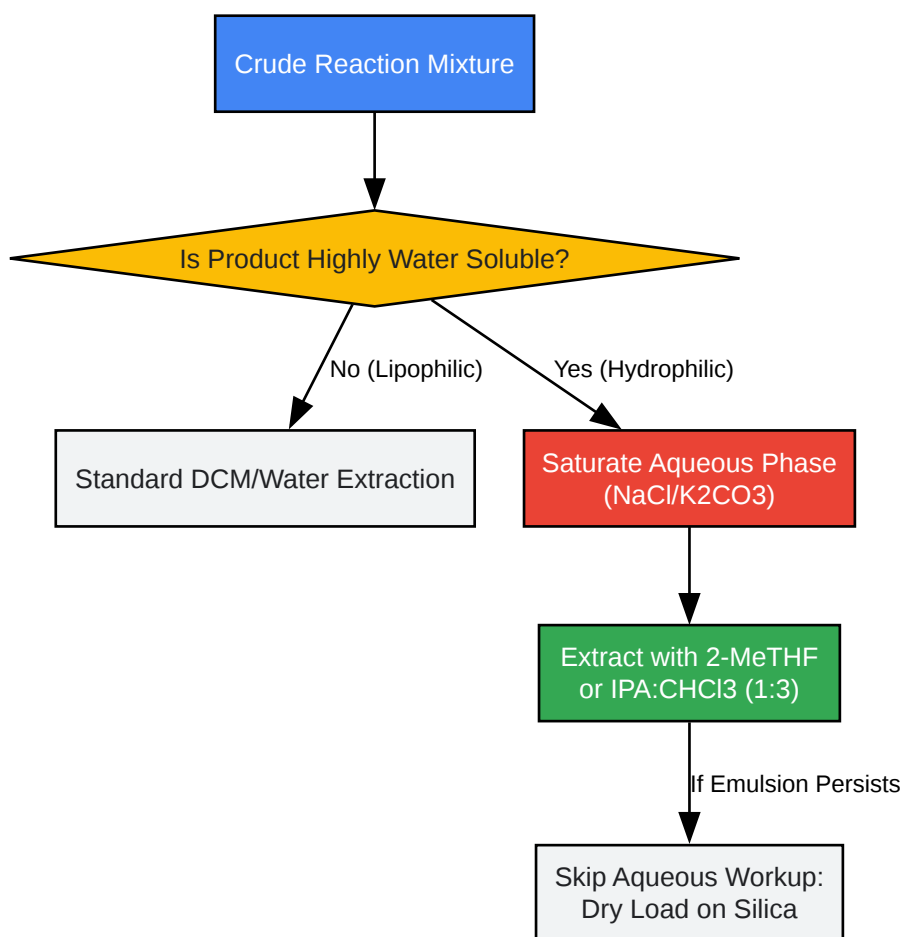 Crude Reaction Mixture
Is Product Highly Water Soluble?
No (Lipophilic)
Yes (Hydrophilic)
Standard DCM/Water Extraction
Saturate Aqueous Phase
(NaCl/K2CO3)
Extract with 2-MeTHF
or IPA:CHCl3 (1:3)
If Emulsion Persists
Skip Aqueous Workup:
Dry Load on Silica